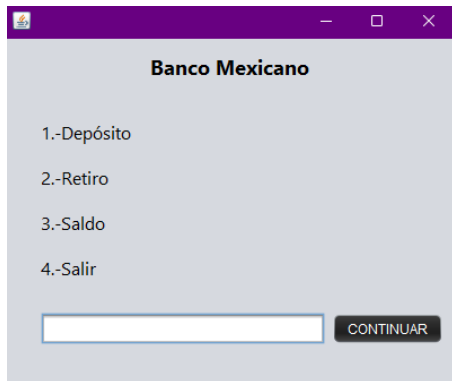 Banco Mexicano
1.-Depósito
2.-Retiro
3.-Saldo
4.-Salir
CONTINUAR